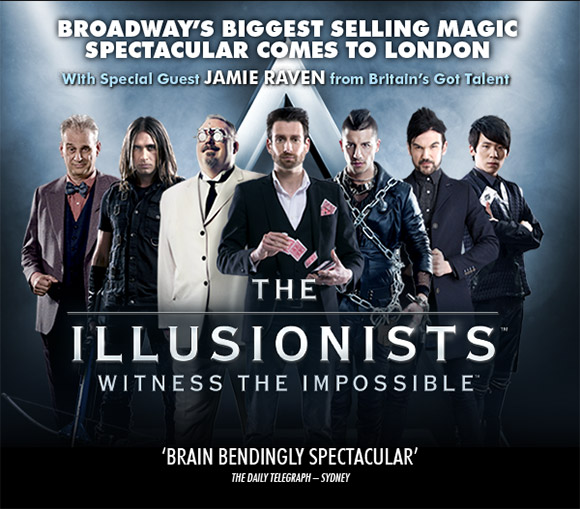 BROADWAY'S BIGGEST SELLING MAGIC
SPECTACULAR COMES TO LONDON
With Special Guest JAMIE RAVEN from Britain's Got Talent
THE
ILLUSIONISTS™
WITNESS THE IMPOSSIBLE™
'BRAIN BENDINGLY SPECTACULAR'
THE DAILY TELEGRAPH – SYDNEY